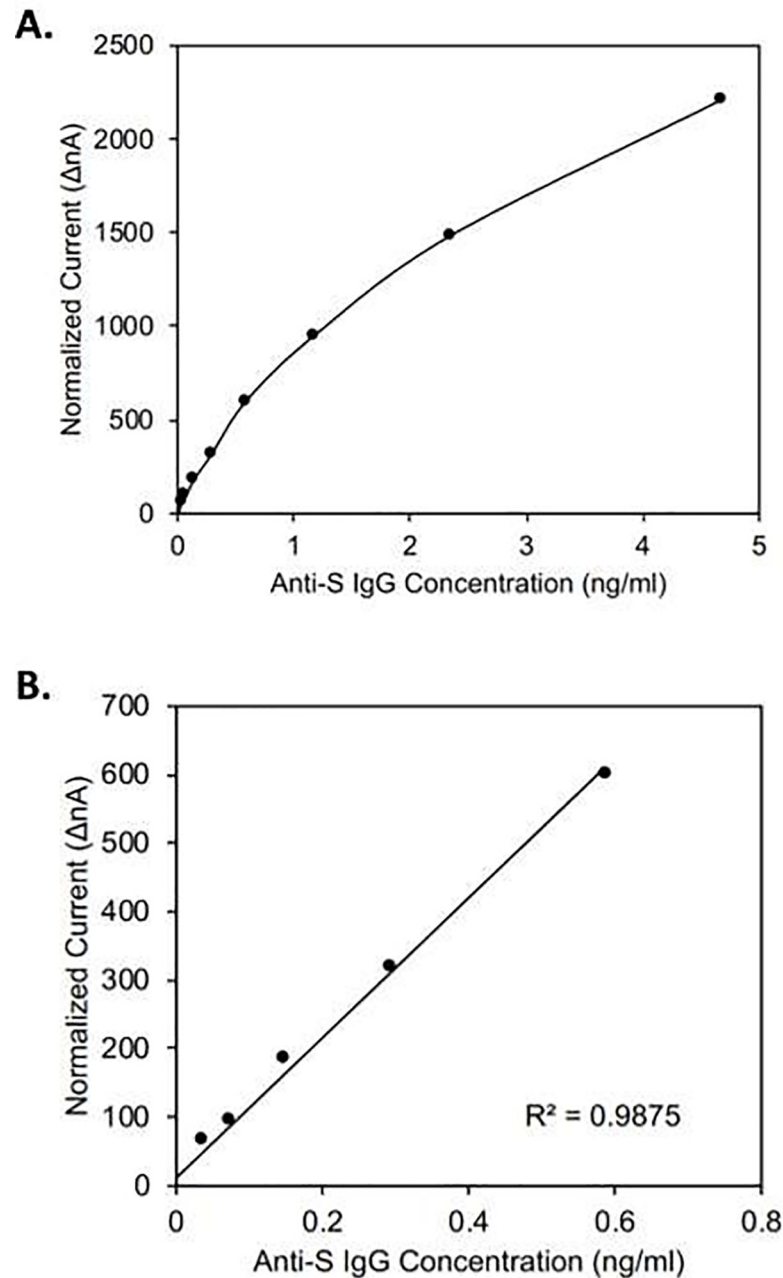 A.
2500
2000
1500
1000
500
0
Normalized Current (ΔnA)
0 1 2 3 4 5
Anti-S IgG Concentration (ng/ml)
B.
700
600
500
400
300
200
100
0
Normalized Current (ΔnA)
R² = 0.9875
0 0.2 0.4 0.6 0.8
Anti-S IgG Concentration (ng/ml)